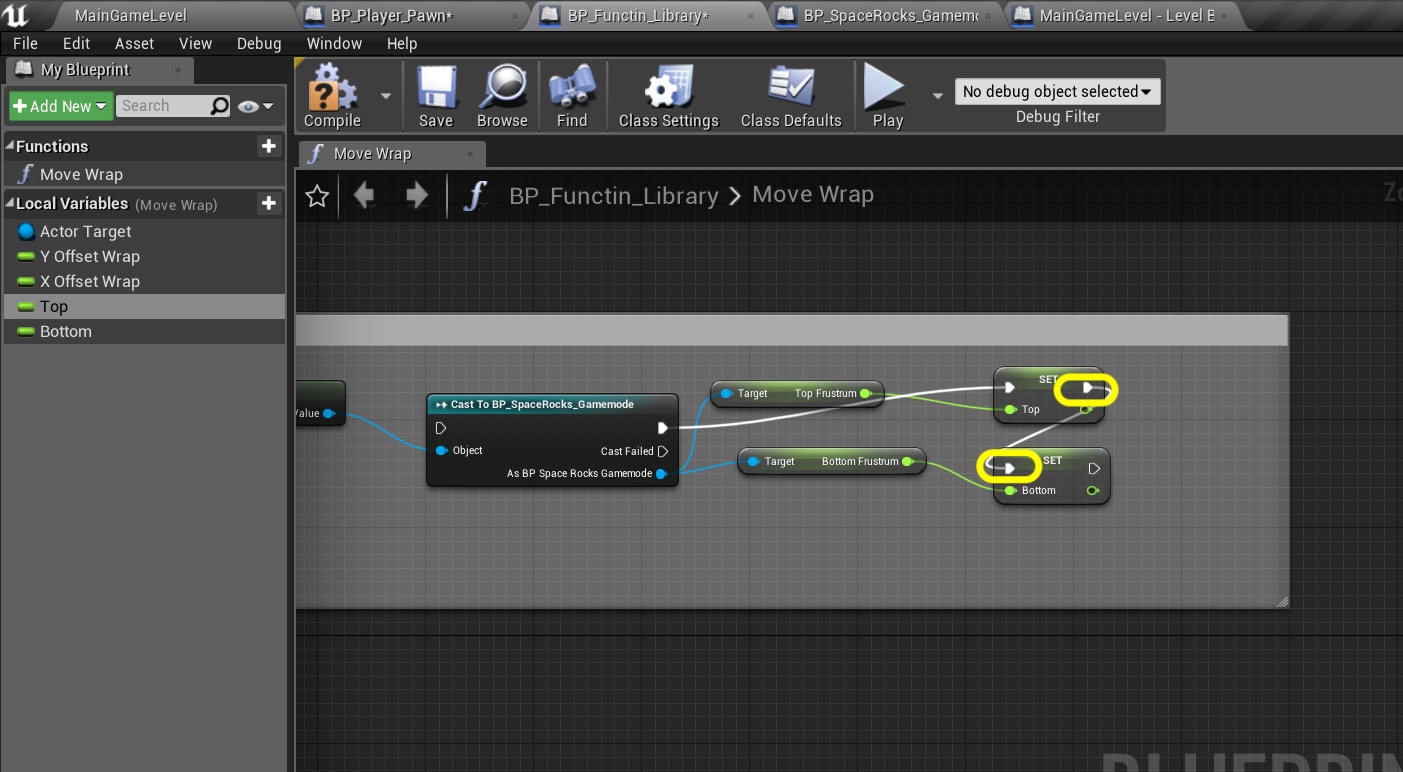 MainGameLevel
BP_Player_Pawn*
BP_Functin_Library*
BP_SpaceRocks_Gamemo
MainGameLevel - Level B
File Edit Asset View Debug Window Help
My Blueprint
Add New
Search
Compile
Save
Browse
Find
Class Settings
Class Defaults
Play
No debug object selected
Debug Filter
Functions
Move Wrap
Local Variables (Move Wrap)
Actor Target
Y Offset Wrap
X Offset Wrap
Top
Bottom
Move Wrap
BP_Functin_Library > Move Wrap
Zo
Value
Cast To BP_SpaceRocks_Gamemode
Object
Cast Failed
As BP Space Rocks Gamemode
Target Top Frustrum
Target Bottom Frustrum
SET
Top
SET
Bottom
BLUEPRIN